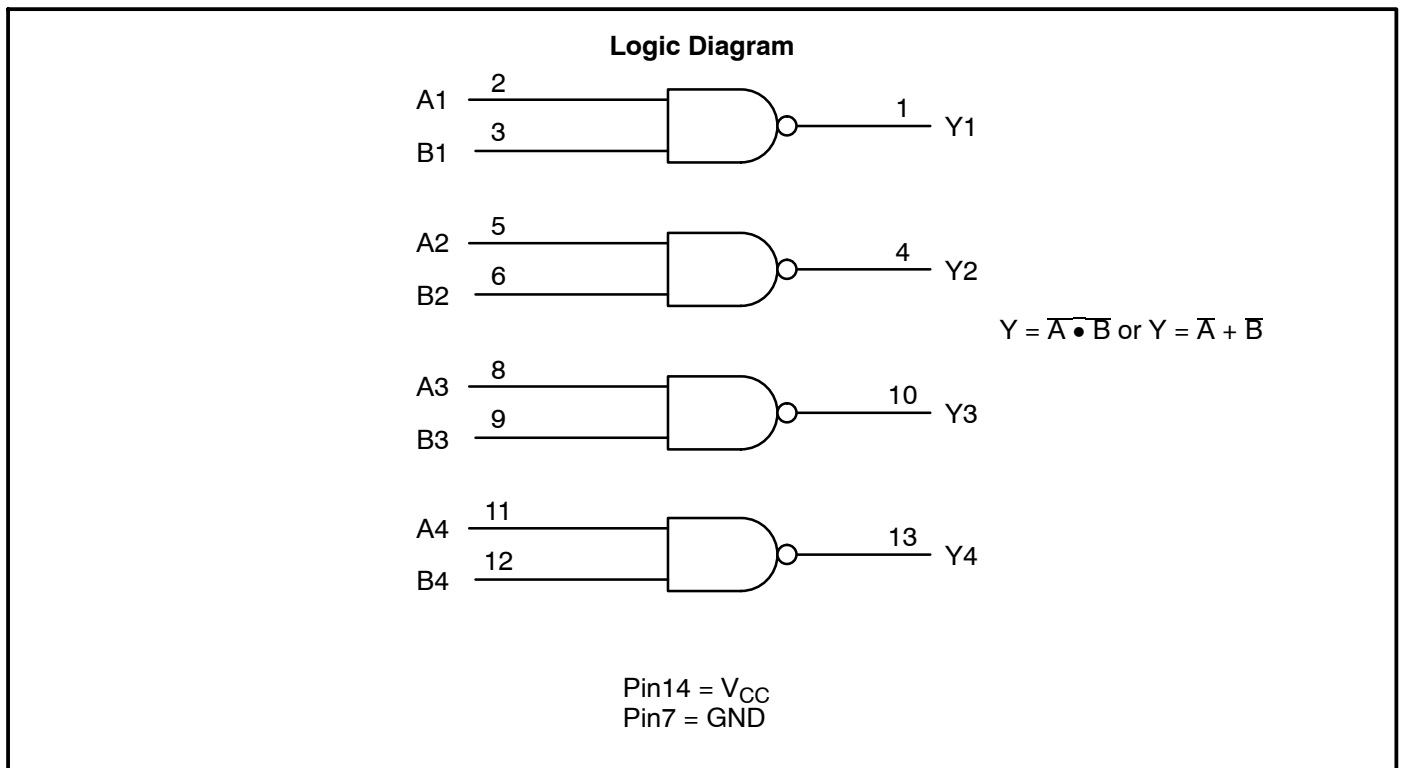 Logic Diagram
A1 2 1 Y1
B1 3
A2 5 4 Y2
B2 6
Y = A̅ ̅•̅ ̅B̅ or Y = A̅ + B̅
A3 8 10 Y3
B3 9
A4 11 13 Y4
B4 12
Pin14 = VCC
Pin7 = GND